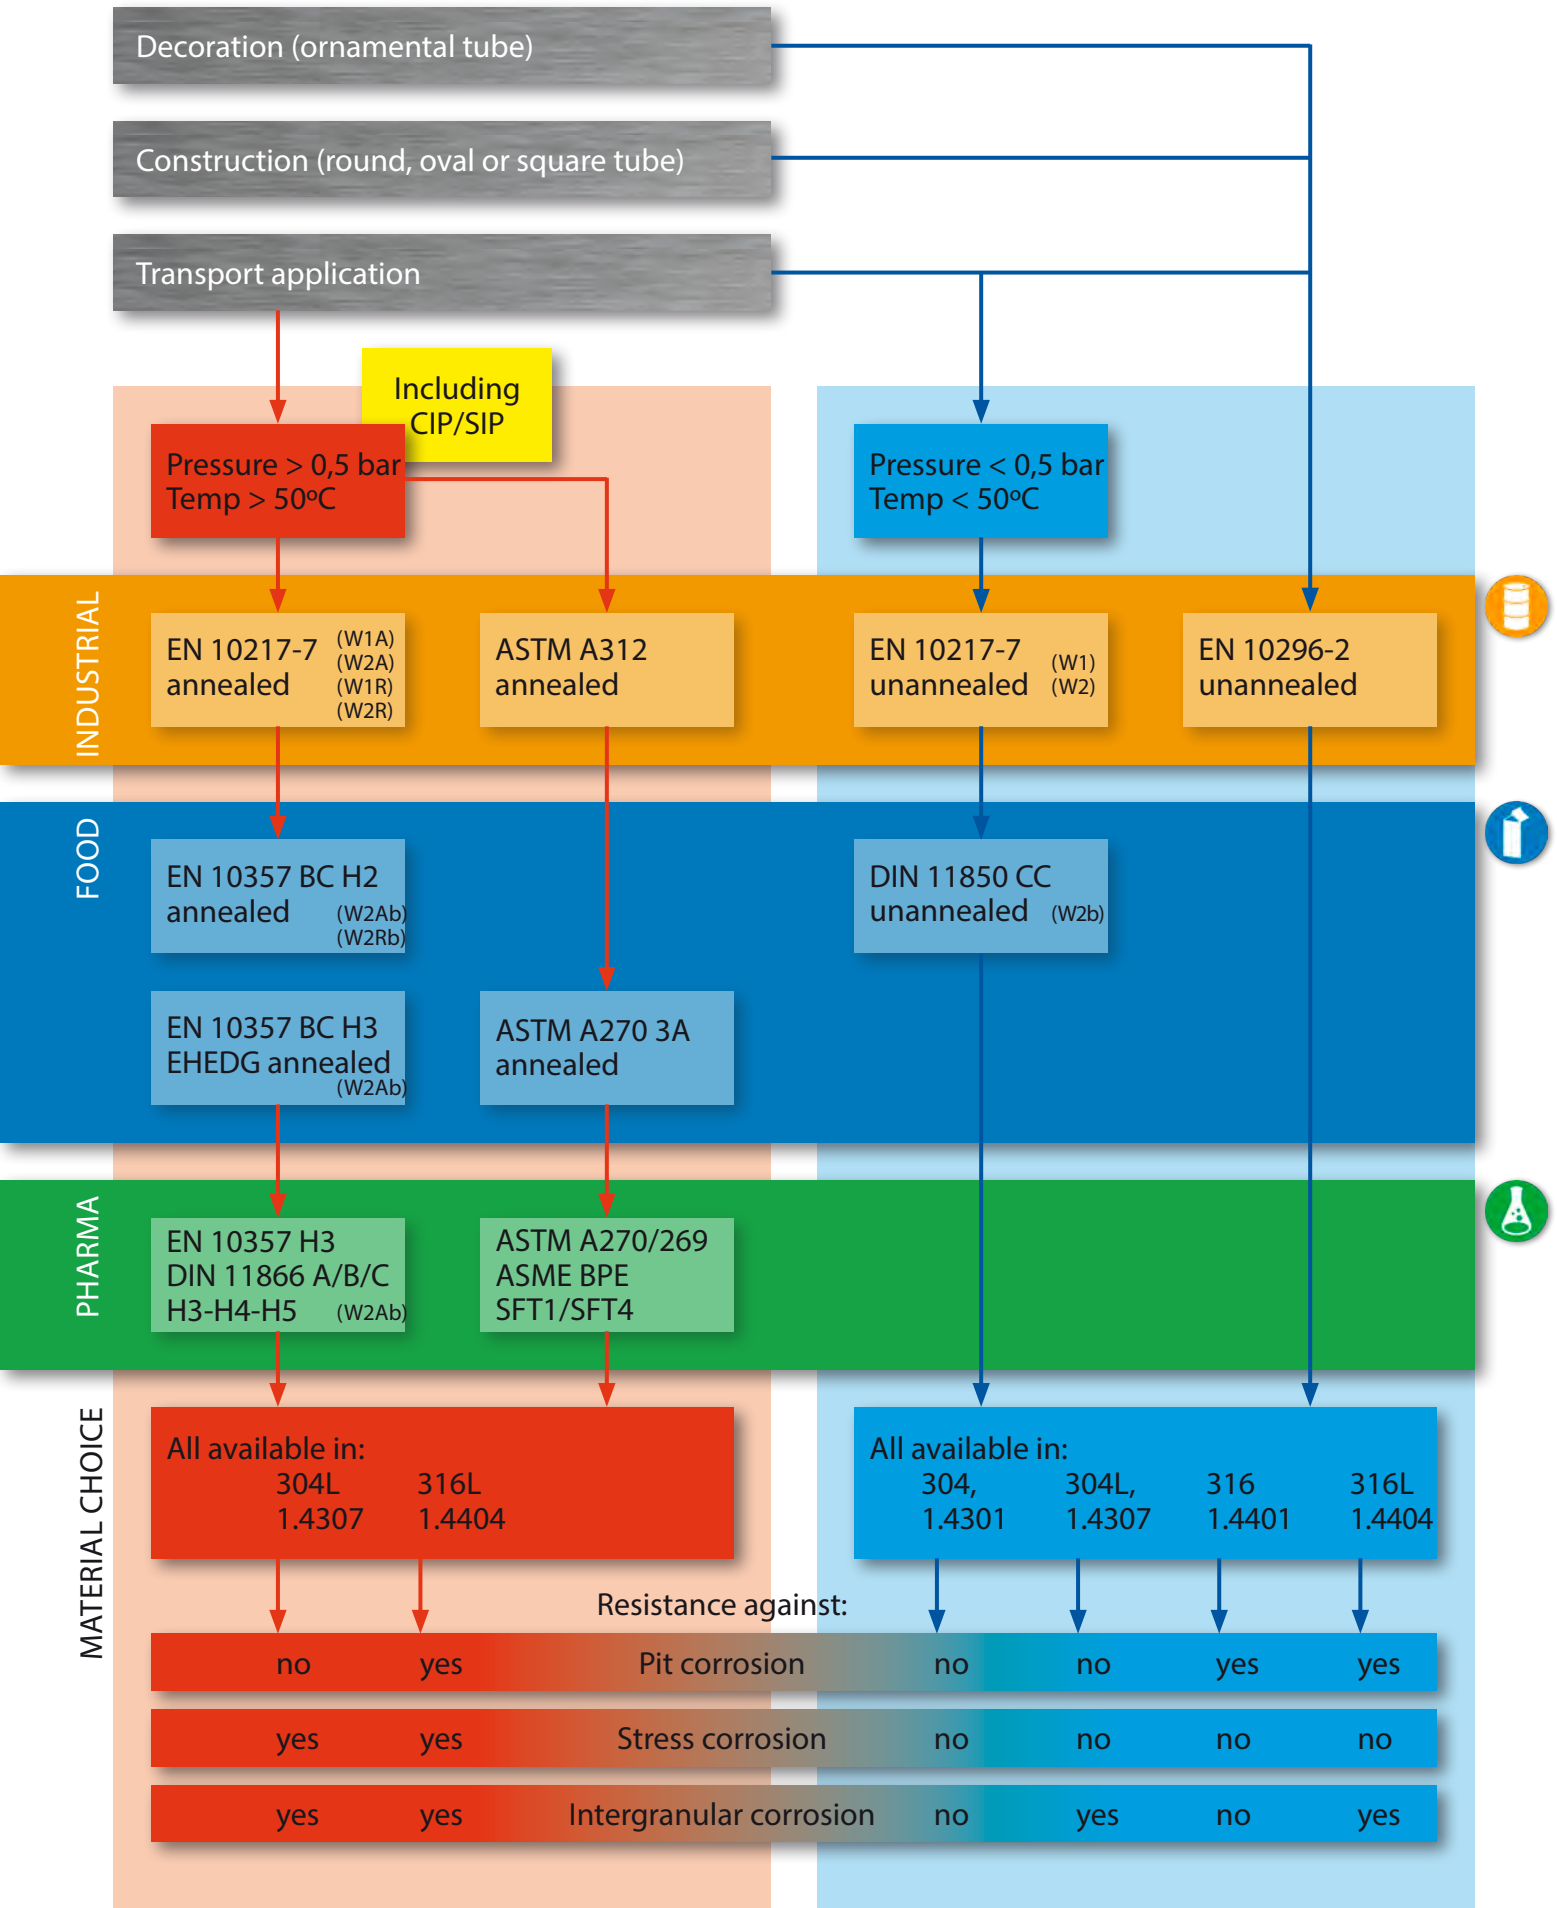 Decoration (ornamental tube)
Construction (round, oval or square tube)
Transport application
Including
CIP/SIP
Pressure > 0,5 bar
Temp > 50ºC
Pressure < 0,5 bar
Temp < 50ºC
INDUSTRIAL
EN 10217-7
annealed
(W1A)
(W2A)
(W1R)
(W2R)
ASTM A312
annealed
EN 10217-7
unannealed
(W1)
(W2)
EN 10296-2
unannealed
FOOD
EN 10357 BC H2
annealed
(W2Ab)
(W2Rb)
DIN 11850 CC
unannealed (W2b)
EN 10357 BC H3
EHEDG annealed
(W2Ab)
ASTM A270 3A
annealed
PHARMA
EN 10357 H3
DIN 11866 A/B/C
H3-H4-H5 (W2Ab)
ASTM A270/269
ASME BPE
SFT1/SFT4
MATERIAL CHOICE
All available in:
304L 316L
1.4307 1.4404
All available in:
304, 304L, 316 316L
1.4301 1.4307 1.4401 1.4404
Resistance against:
no yes Pit corrosion no no yes yes
yes yes Stress corrosion no no no no
yes yes Intergranular corrosion no yes no yes